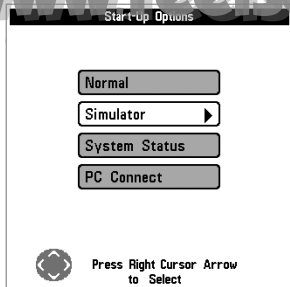 Start-up Options
Normal
Simulator
System Status
PC Connect
Press Right Cursor Arrow
to Select